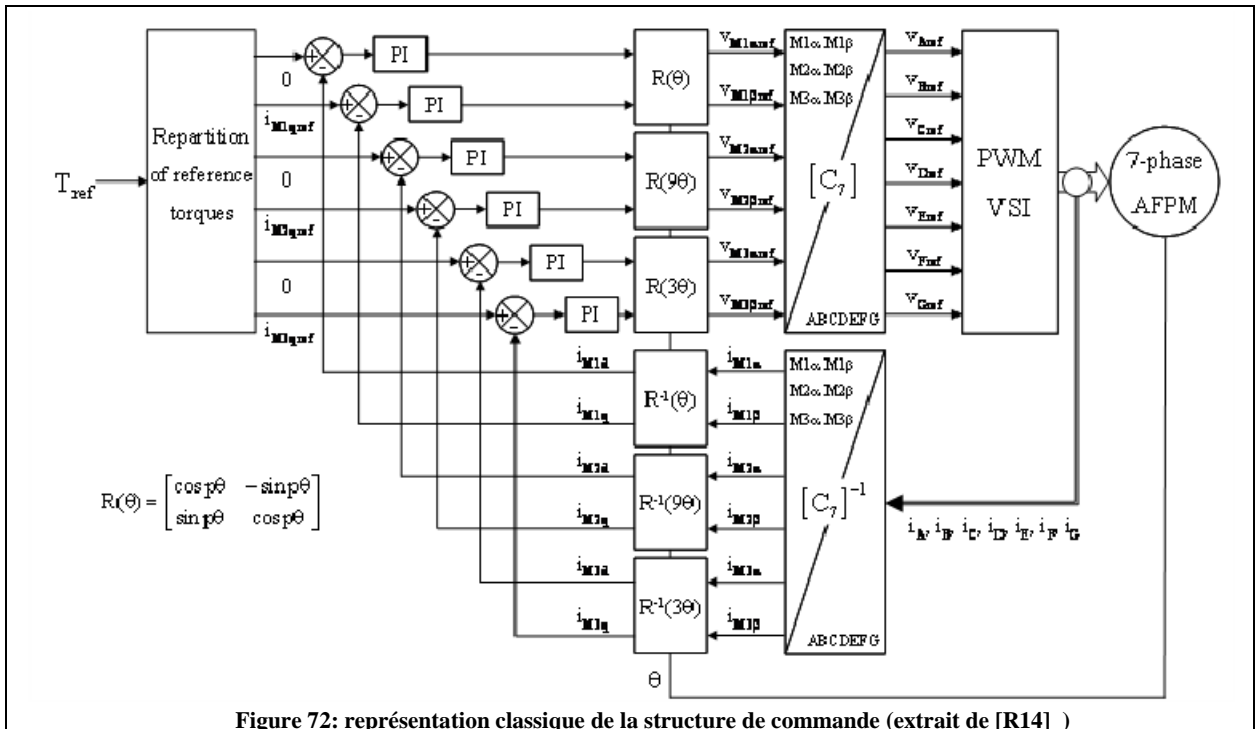 T_ref
Repartition
of reference
torques
0
i_M1qref
0
i_M2qref
0
i_M3qref
+ -
+ -
+ -
+ -
+ -
+ -
PI
PI
PI
PI
PI
PI
R(θ)
R(9θ)
R(3θ)
v_M1αref
v_M1βref
v_M2αref
v_M2βref
v_M3αref
v_M3βref
M1α M1β
M2α M2β
M3α M3β
[C_7]
ABCDEFG
v_Aref
v_Bref
v_Cref
v_Dref
v_Eref
v_Fref
v_Gref
PWM
VSI
7-phase
AFPM
i_M1d
i_M1q
i_M2d
i_M2q
i_M3d
i_M3q
R⁻¹(θ)
R⁻¹(9θ)
R⁻¹(3θ)
i_M1α
i_M1β
i_M2α
i_M2β
i_M3α
i_M3β
M1α M1β
M2α M2β
M3α M3β
[C_7]⁻¹
ABCDEFG
i_A, i_B, i_C, i_D, i_E, i_F, i_G
R(θ) = [cos pθ -sin pθ
sin pθ cos pθ]
θ
Figure 72: représentation classique de la structure de commande (extrait de [R14] )